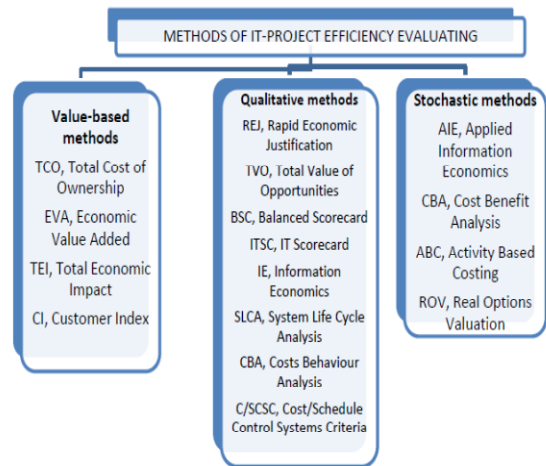 METHODS OF IT-PROJECT EFFICIENCY EVALUATING
Value-based
methods
TCO, Total Cost of
Ownership
EVA, Economic
Value Added
TEI, Total Economic
Impact
CI, Customer Index
Qualitative methods
REJ, Rapid Economic
Justification
TVO, Total Value of
Opportunities
BSC, Balanced Scorecard
ITSC, IT Scorecard
IE, Information
Economics
SLCA, System Life Cycle
Analysis
CBA, Costs Behaviour
Analysis
C/SCSC, Cost/Schedule
Control Systems Criteria
Stochastic methods
AIE, Applied
Information
Economics
CBA, Cost Benefit
Analysis
ABC, Activity Based
Costing
ROV, Real Options
Valuation